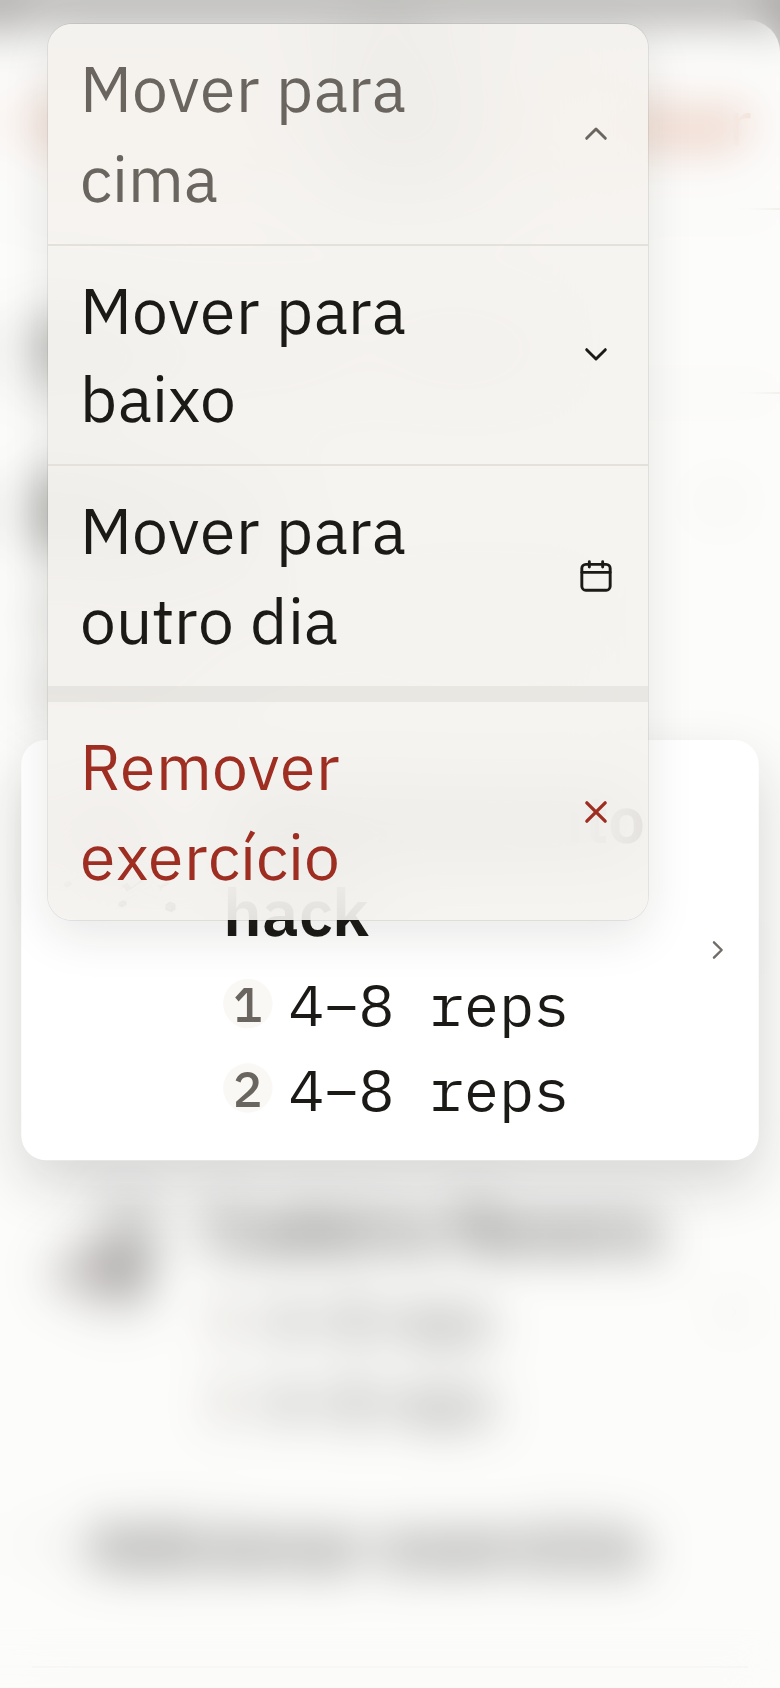 Mover para
cima
Mover para
baixo
Mover para
outro dia
Remover
exercício
hack
1 4–8 reps
2 4–8 reps